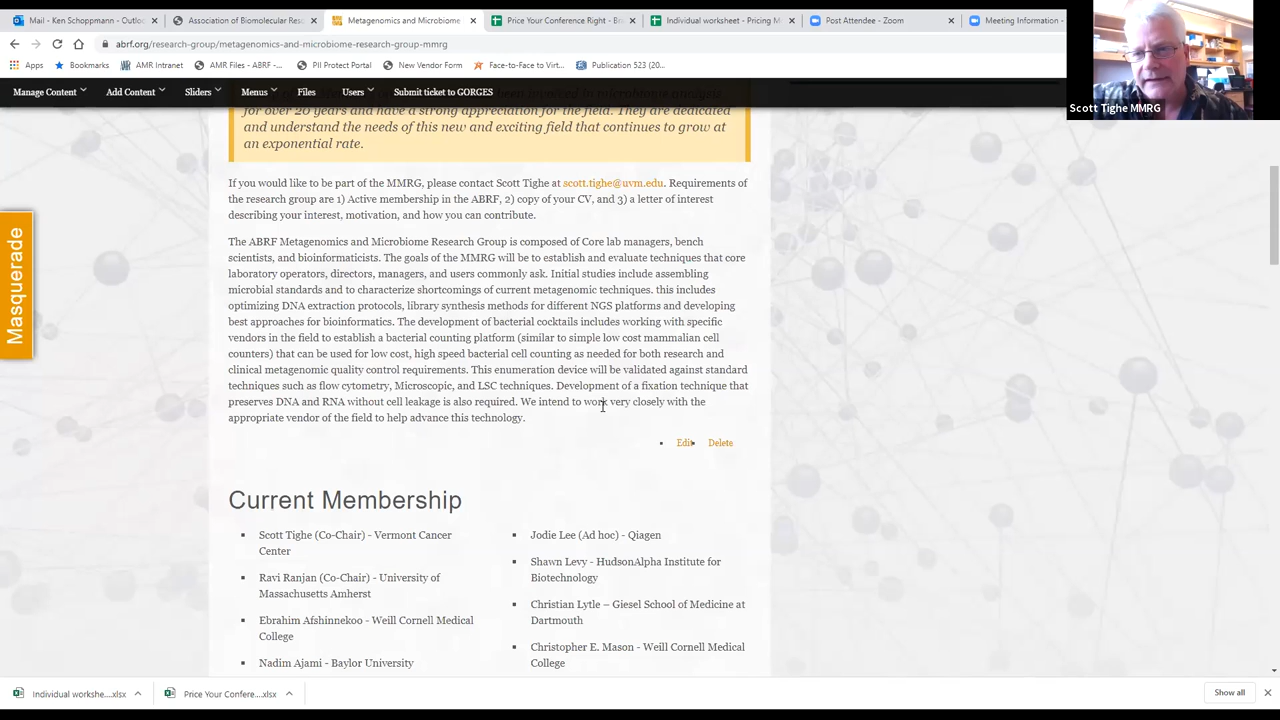 Mail - Ken Schoppmann - Outloo
Association of Biomolecular Res
Metagenomics and Microbiome
Price Your Conference Right - Bi
Individual worksheet - Pricing M
Post Attendee - Zoom
Meeting Information -
abrf.org/research-group/metagenomics-and-microbiome-research-group-mmrg
Apps
Bookmarks
AMR Intranet
AMR Files - ABRF -...
PII Protect Portal
New Vendor Form
Face-to-Face to Virt...
Publication 523 (20...
Manage Content
Add Content
Sliders
Menus
Files
Users
Submit ticket to GORGES
Scott Tighe MMRG
for over 20 years and have a strong appreciation for the field. They are dedicated
and understand the needs of this new and exciting field that continues to grow at
an exponential rate.
If you would like to be part of the MMRG, please contact Scott Tighe at scott.tighe@uvm.edu. Requirements of
the research group are 1) Active membership in the ABRF, 2) copy of your CV, and 3) a letter of interest
describing your interest, motivation, and how you can contribute.
Masquerade
The ABRF Metagenomics and Microbiome Research Group is composed of Core lab managers, bench
scientists, and bioinformaticists. The goals of the MMRG will be to establish and evaluate techniques that core
laboratory operators, directors, managers, and users commonly ask. Initial studies include assembling
microbial standards and to characterize shortcomings of current metagenomic techniques. this includes
optimizing DNA extraction protocols, library synthesis methods for different NGS platforms and developing
best approaches for bioinformatics. The development of bacterial cocktails includes working with specific
vendors in the field to establish a bacterial counting platform (similar to simple low cost mammalian cell
counters) that can be used for low cost, high speed bacterial cell counting as needed for both research and
clinical metagenomic quality control requirements. This enumeration device will be validated against standard
techniques such as flow cytometry, Microscopic, and LSC techniques. Development of a fixation technique that
preserves DNA and RNA without cell leakage is also required. We intend to work very closely with the
appropriate vendor of the field to help advance this technology.
Edit
Delete
Current Membership
Scott Tighe (Co-Chair) - Vermont Cancer
Center
Ravi Ranjan (Co-Chair) - University of
Massachusetts Amherst
Ebrahim Afshinnekoo - Weill Cornell Medical
College
Nadim Ajami - Baylor University
Jodie Lee (Ad hoc) - Qiagen
Shawn Levy - HudsonAlpha Institute for
Biotechnology
Christian Lytle – Giesel School of Medicine at
Dartmouth
Christopher E. Mason - Weill Cornell Medical
College
Individual workshe....xlsx
Price Your Confere....xlsx
Show all